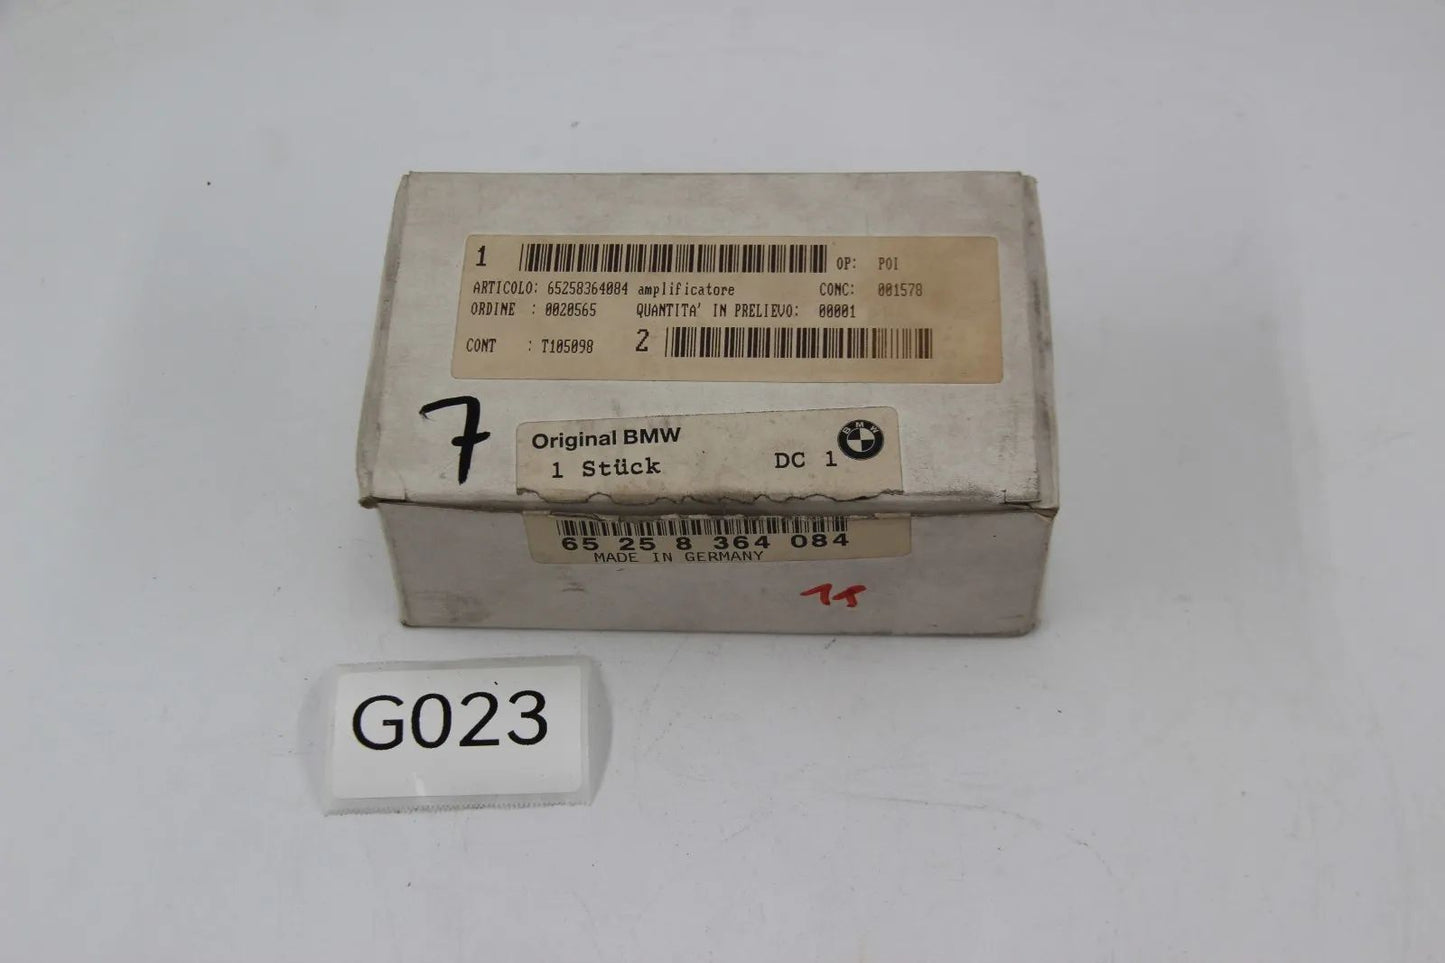 1 OP: POI
ARTICOLO: 65258364084 amplificatore CONC: 001578
ORDINE : 0020565 QUANTITA' IN PRELIEVO: 00001
CONT : T105098 2
7
Original BMW BMW
1 Stück DC 1
65 25 8 364 084
MADE IN GERMANY
G023